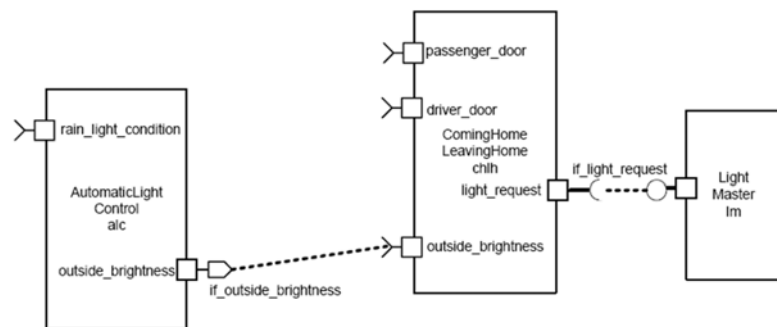 passenger_door
driver_door
rain_light_condition
ComingHome
LeavingHome
chlh
if_light_request
light_request
Light
Master
lm
AutomaticLight
Control
alc
outside_brightness
outside_brightness
if_outside_brightness